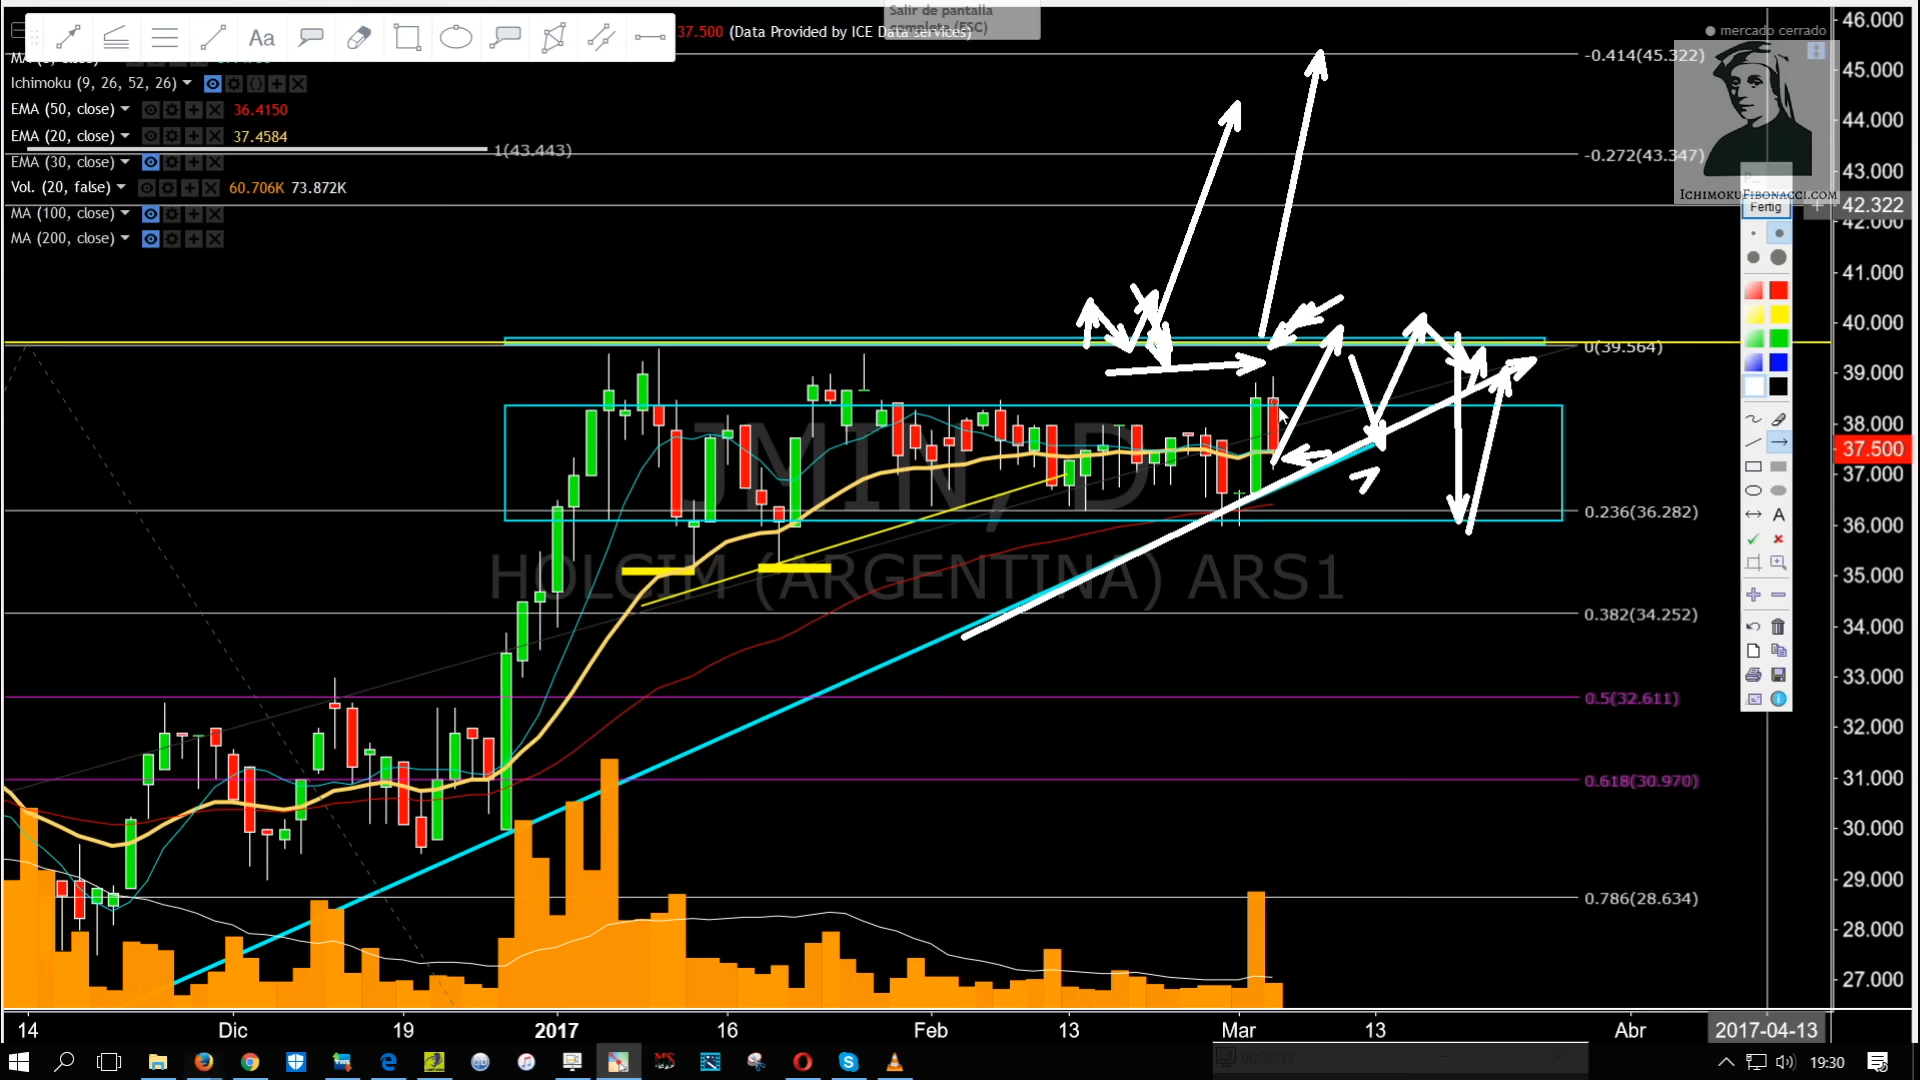 Salir de pantalla
completa (ESC)
Aa
37.500 (Data Provided by ICE Data services)
mercado cerrado
Ichimoku (9, 26, 52, 26)
EMA (50, close) 36.4150
EMA (20, close) 37.4584
EMA (30, close)
Vol. (20, false) 60.706K 73.872K
MA (100, close)
MA (200, close)
1(43.443)
-0.414(45.322)
-0.272(43.347)
0(39.564)
0.236(36.282)
0.382(34.252)
0.5(32.611)
0.618(30.970)
0.786(28.634)
JMIN, D
HOLCIM (ARGENTINA) ARS1
IchimokuFibonacci.com
Fertig
A
46.000
45.000
44.000
43.000
42.322
42.000
41.000
40.000
39.000
38.000
37.500
37.000
36.000
35.000
34.000
33.000
32.000
31.000
30.000
29.000
28.000
27.000
14 Dic 19 2017 16 Feb 13 Mar 13 Abr 2017-04-13
19:30